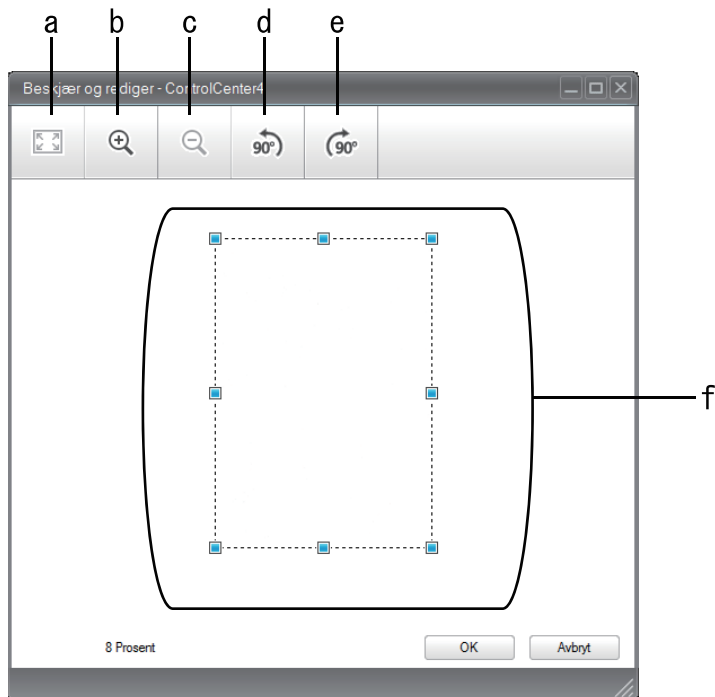 a b c d e
Beskjær og rediger - ControlCenter4
90° 90°
f
8 Prosent OK Avbryt